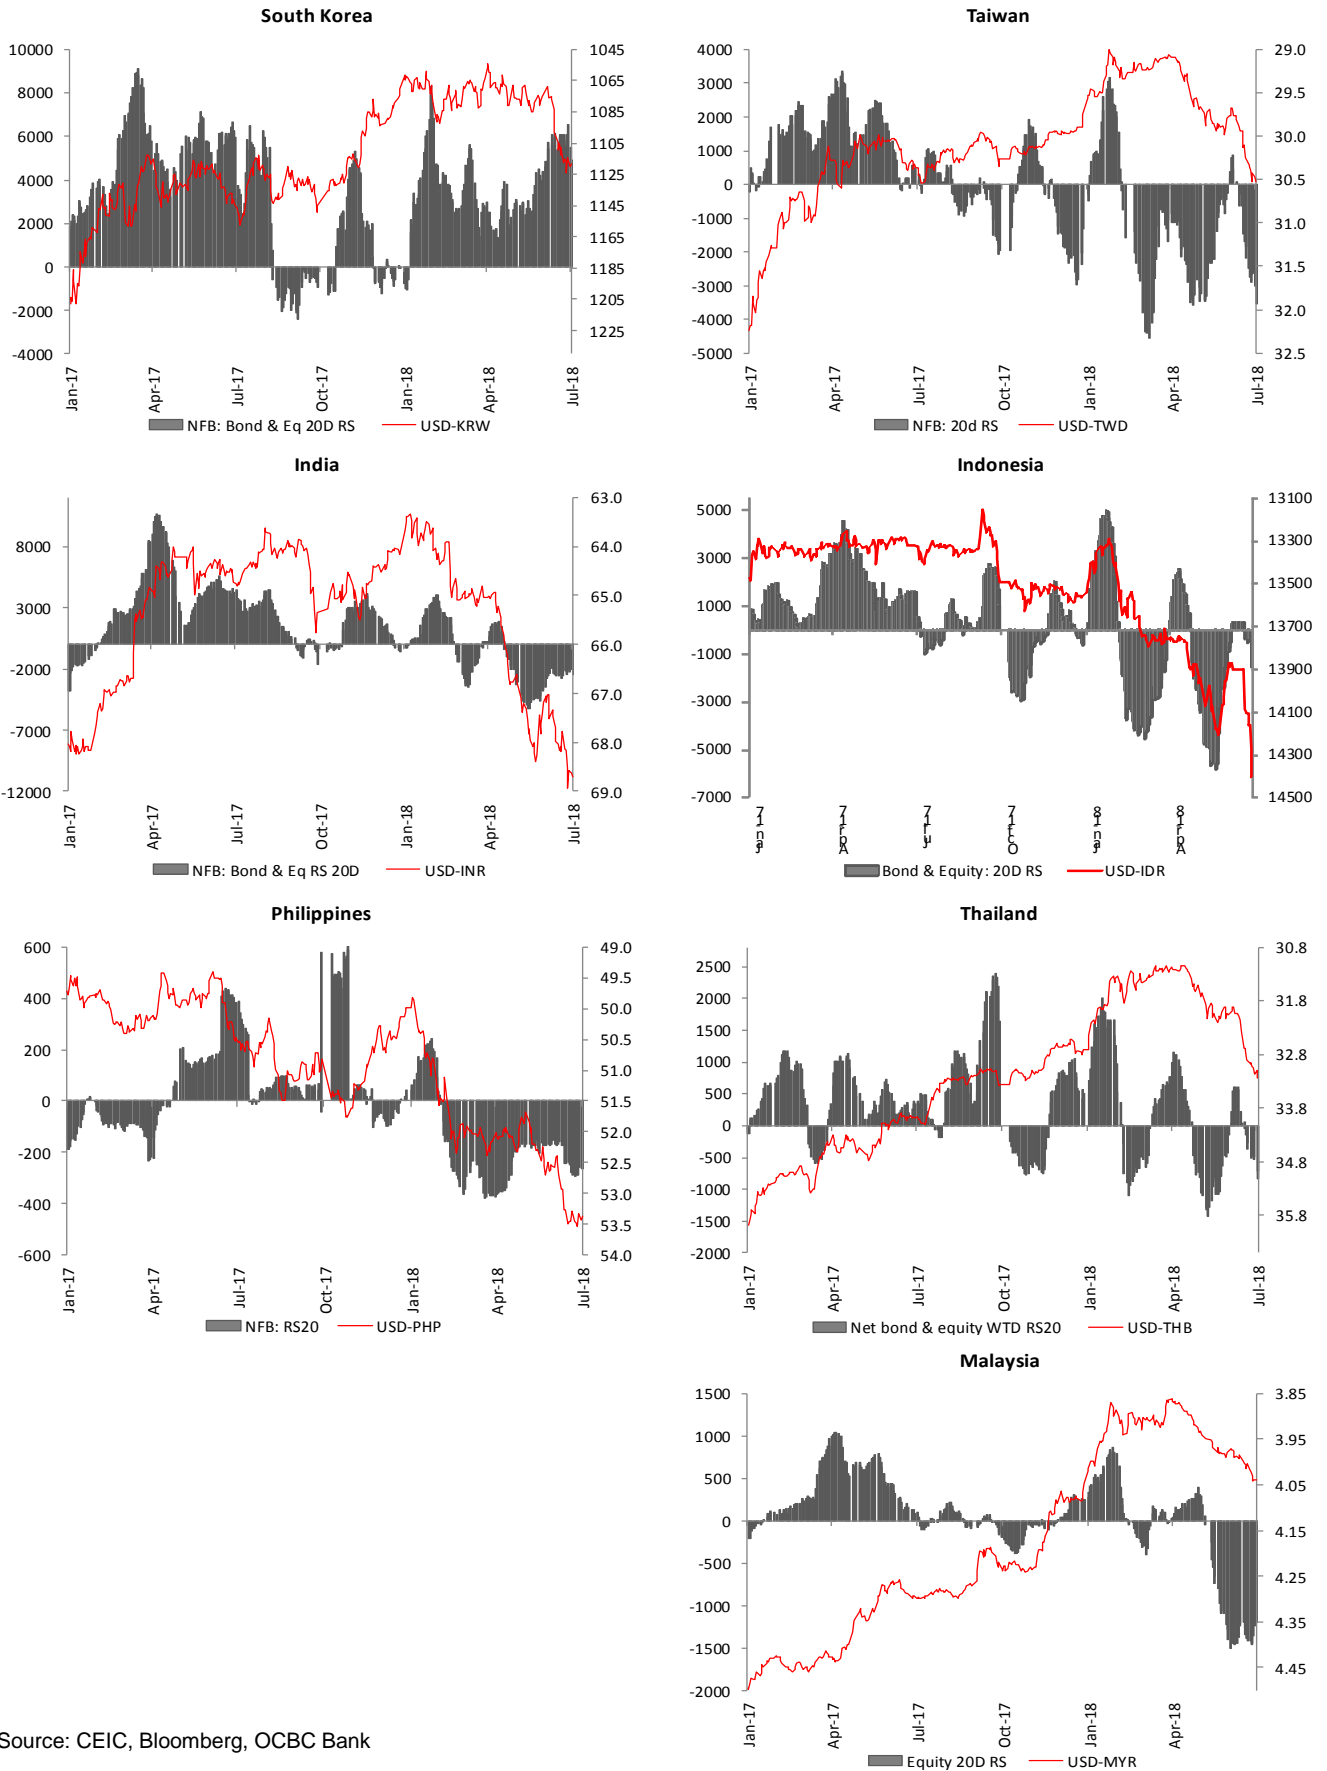 South Korea
10000
8000
6000
4000
2000
0
-2000
-4000
1045
1065
1085
1105
1125
1145
1165
1185
1205
1225
Jan-17
Apr-17
Jul-17
Oct-17
Jan-18
Apr-18
Jul-18
NFB: Bond & Eq 20D RS
USD-KRW
Taiwan
4000
3000
2000
1000
0
-1000
-2000
-3000
-4000
-5000
29.0
29.5
30.0
30.5
31.0
31.5
32.0
32.5
Jan-17
Apr-17
Jul-17
Oct-17
Jan-18
Apr-18
Jul-18
NFB: 20d RS
USD-TWD
India
8000
3000
-2000
-7000
-12000
63.0
64.0
65.0
66.0
67.0
68.0
69.0
Jan-17
Apr-17
Jul-17
Oct-17
Jan-18
Apr-18
Jul-18
NFB: Bond & Eq RS 20D
USD-INR
Indonesia
5000
3000
1000
-1000
-3000
-5000
-7000
13100
13300
13500
13700
13900
14100
14300
14500
Jan17
Apr17
Jul17
Oct17
Jan18
Apr18
Bond & Equity: 20D RS
USD-IDR
Philippines
600
400
200
0
-200
-400
-600
49.0
49.5
50.0
50.5
51.0
51.5
52.0
52.5
53.0
53.5
54.0
Jan-17
Apr-17
Jul-17
Oct-17
Jan-18
Apr-18
Jul-18
NFB: RS20
USD-PHP
Thailand
2500
2000
1500
1000
500
0
-500
-1000
-1500
-2000
30.8
31.8
32.8
33.8
34.8
35.8
Jan-17
Apr-17
Jul-17
Oct-17
Jan-18
Apr-18
Jul-18
Net bond & equity WTD RS20
USD-THB
Malaysia
1500
1000
500
0
-500
-1000
-1500
-2000
3.85
3.95
4.05
4.15
4.25
4.35
4.45
Jan-17
Apr-17
Jul-17
Oct-17
Jan-18
Apr-18
Equity 20D RS
USD-MYR
Source: CEIC, Bloomberg, OCBC Bank